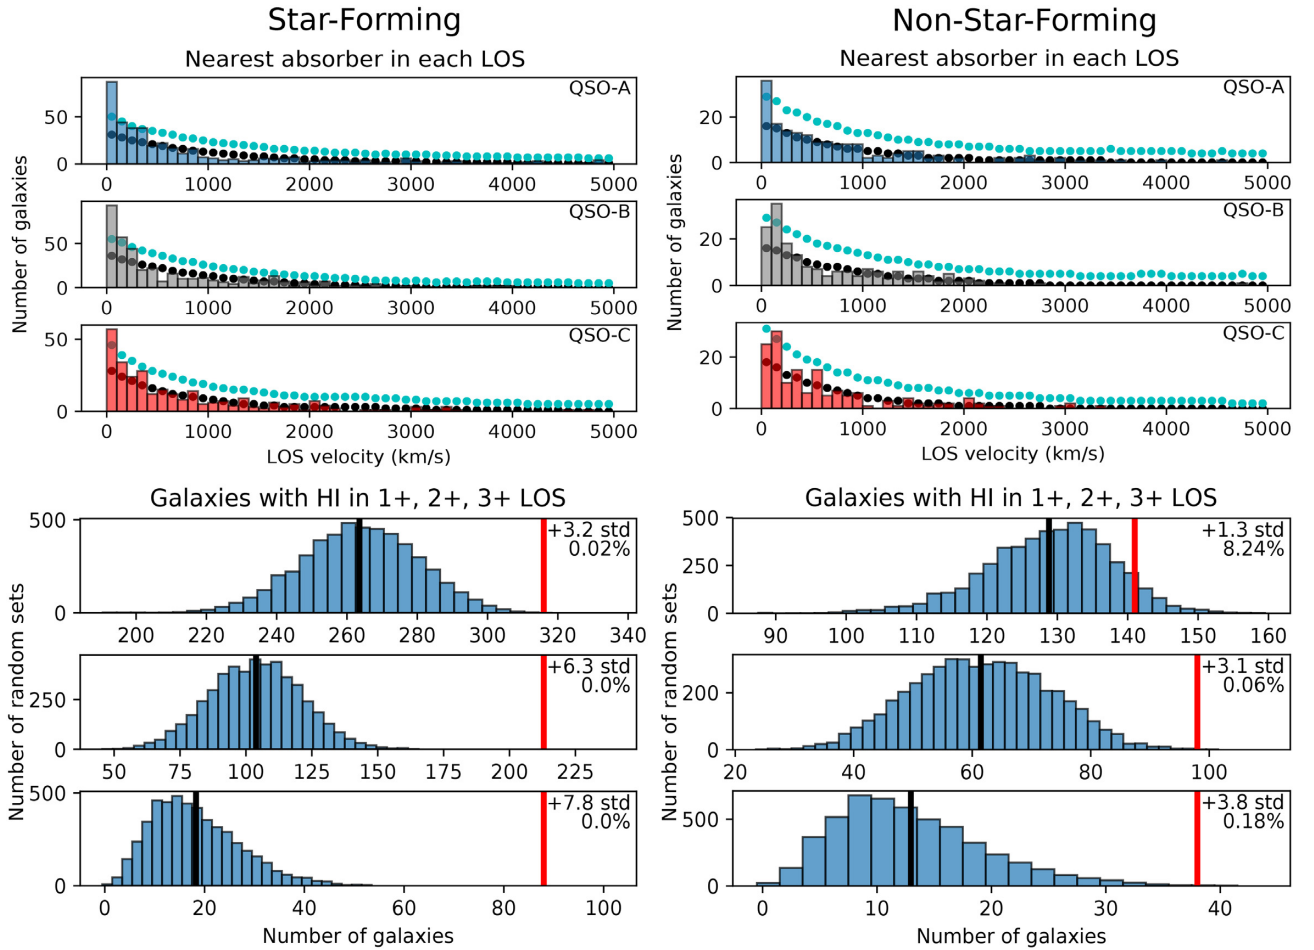 Star-Forming
Nearest absorber in each LOS
Number of galaxies
QSO-A
50
0
0 1000 2000 3000 4000 5000
QSO-B
50
0
0 1000 2000 3000 4000 5000
QSO-C
50
0
0 1000 2000 3000 4000 5000
LOS velocity (km/s)
Non-Star-Forming
Nearest absorber in each LOS
Number of galaxies
QSO-A
20
0
0 1000 2000 3000 4000 5000
QSO-B
20
0
0 1000 2000 3000 4000 5000
QSO-C
20
0
0 1000 2000 3000 4000 5000
LOS velocity (km/s)
Galaxies with HI in 1+, 2+, 3+ LOS
Number of random sets
500
0
+3.2 std
0.02%
200 220 240 260 280 300 320 340
250
0
+6.3 std
0.0%
50 75 100 125 150 175 200 225
500
0
+7.8 std
0.0%
0 20 40 60 80 100
Number of galaxies
Galaxies with HI in 1+, 2+, 3+ LOS
Number of random sets
500
250
0
+1.3 std
8.24%
90 100 110 120 130 140 150 160
200
0
+3.1 std
0.06%
20 40 60 80 100
500
0
+3.8 std
0.18%
0 10 20 30 40
Number of galaxies